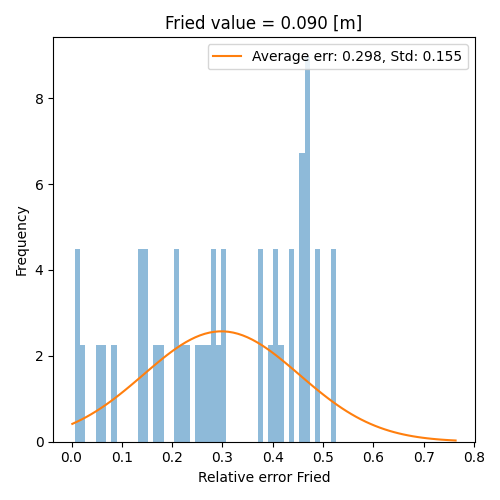 Fried value = 0.090 [m]
Average err: 0.298, Std: 0.155
8
6
4
2
0
Frequency
0.0 0.1 0.2 0.3 0.4 0.5 0.6 0.7 0.8
Relative error Fried